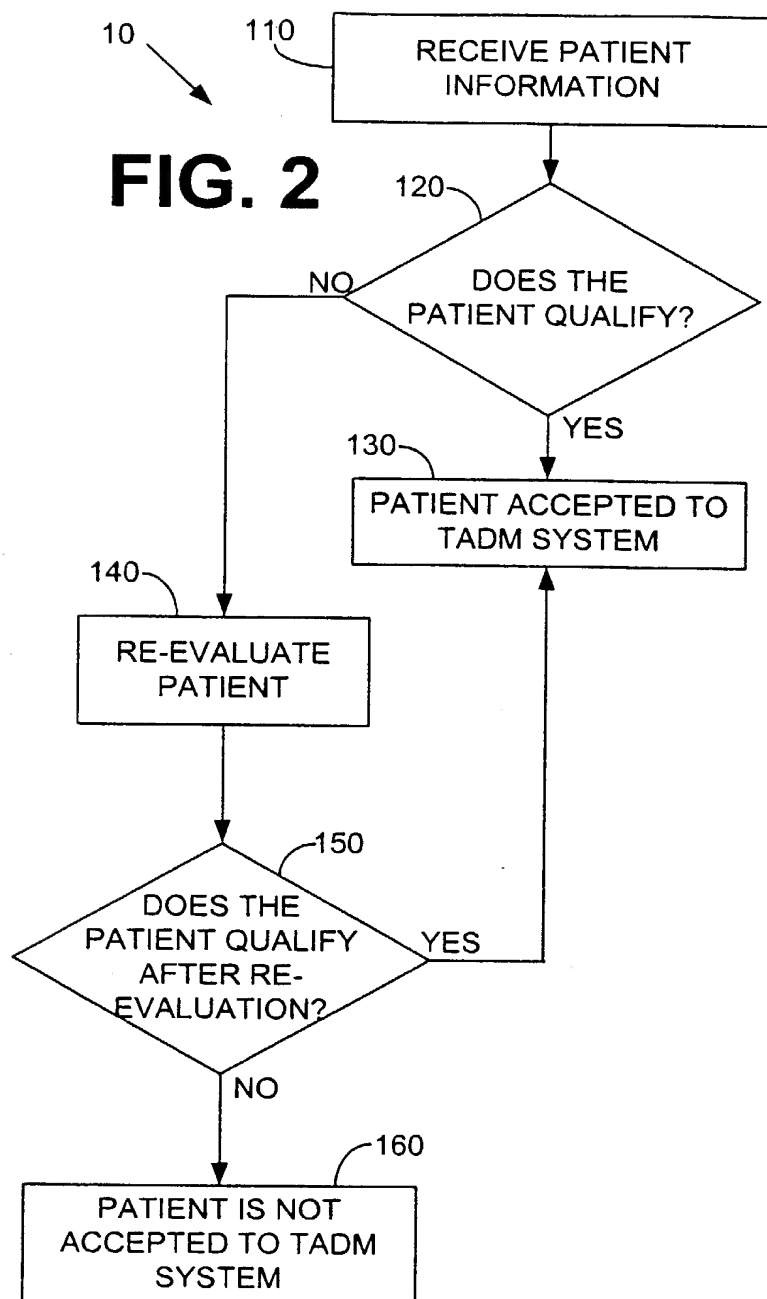 10
110
RECEIVE PATIENT
INFORMATION
FIG. 2
120
NO
DOES THE
PATIENT QUALIFY?
YES
130
PATIENT ACCEPTED TO
TADM SYSTEM
140
RE-EVALUATE
PATIENT
150
DOES THE
PATIENT QUALIFY
AFTER RE-
EVALUATION?
YES
NO
160
PATIENT IS NOT
ACCEPTED TO TADM
SYSTEM